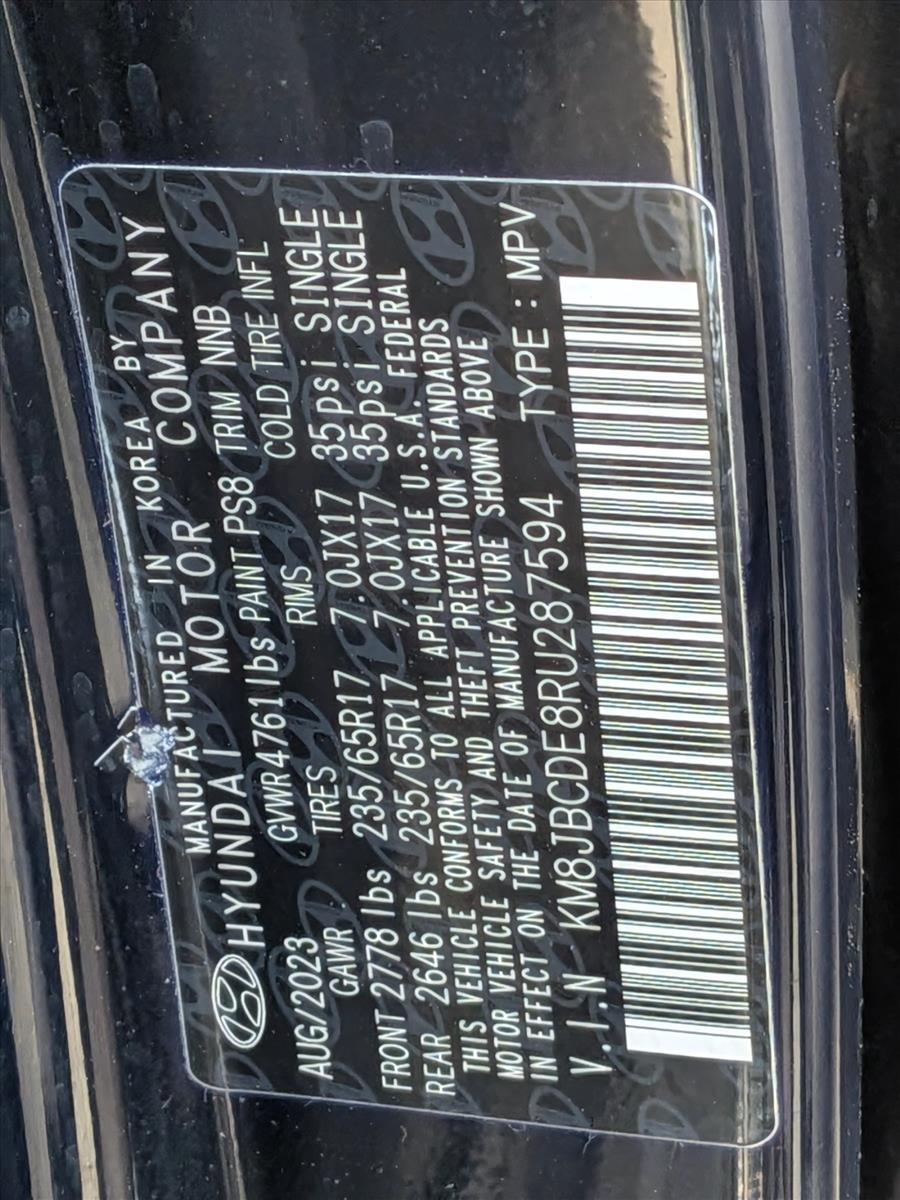 MANUFACTURED IN KOREA BY
HYUNDAI MOTOR COMPANY
AUG/2023 GVWR 4761lbs PAINT PS8 TRIM NNB
GAWR TIRES RIMS COLD TIRE INFL
FRONT 2778 lbs 235/65R17 7.0JX17 35psi SINGLE
REAR 2646 lbs 235/65R17 7.0JX17 35psi SINGLE
THIS VEHICLE CONFORMS TO ALL APPLICABLE U.S.A. FEDERAL
MOTOR VEHICLE SAFETY AND THEFT PREVENTION STANDARDS
IN EFFECT ON THE DATE OF MANUFACTURE SHOWN ABOVE
V.I.N KM8JBCDE8RU287594 TYPE : MPV